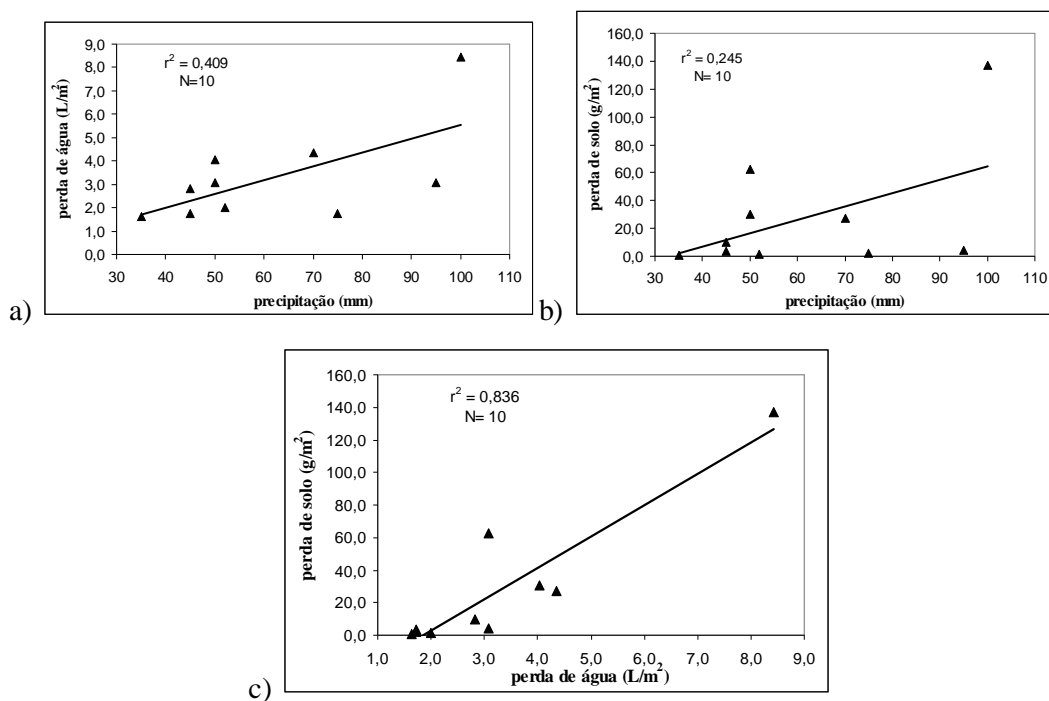 a)
r² = 0,409
N=10
perda de água (L/m²)
9,0
8,0
7,0
6,0
5,0
4,0
3,0
2,0
1,0
0,0
30 40 50 60 70 80 90 100 110
precipitação (mm)
b)
r² = 0,245
N= 10
perda de solo (g/m²)
160,0
140,0
120,0
100,0
80,0
60,0
40,0
20,0
0,0
30 40 50 60 70 80 90 100 110
precipitação (mm)
c)
r² = 0,836
N= 10
perda de solo (g/m²)
160,0
140,0
120,0
100,0
80,0
60,0
40,0
20,0
0,0
1,0 2,0 3,0 4,0 5,0 6,0 7,0 8,0 9,0
perda de água (L/m²)